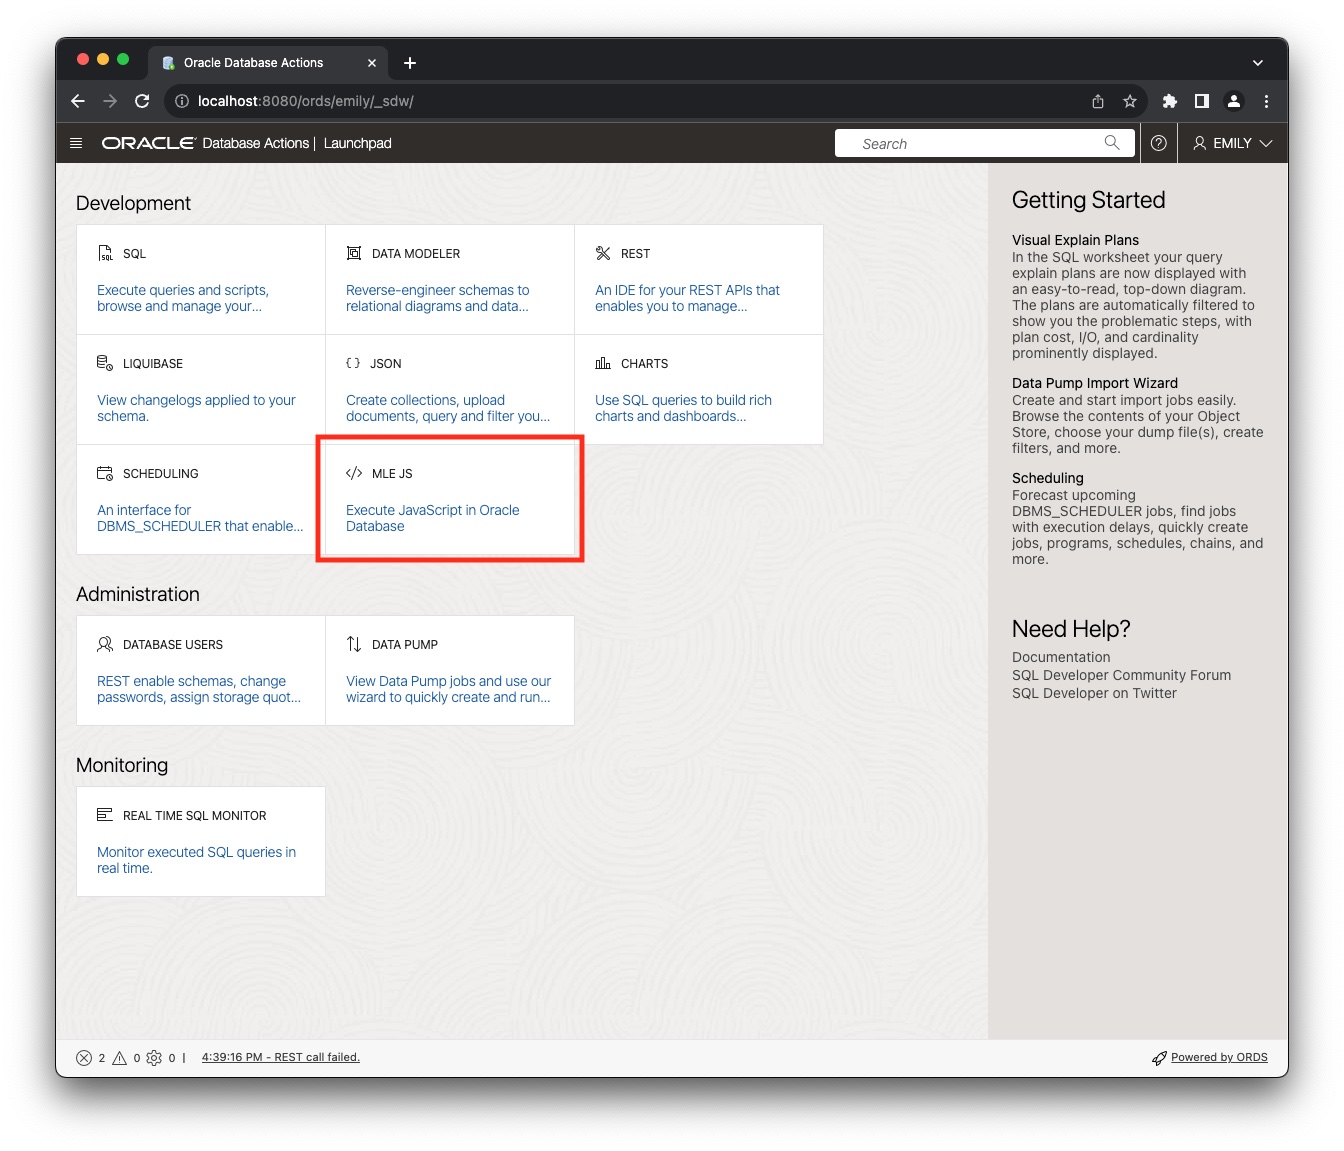 Oracle Database Actions
localhost:8080/ords/emily/_sdw/
ORACLE Database Actions | Launchpad
Search
EMILY
Development
SQL
Execute queries and scripts,
browse and manage your...
DATA MODELER
Reverse-engineer schemas to
relational diagrams and data...
REST
An IDE for your REST APIs that
enables you to manage...
LIQUIBASE
View changelogs applied to your
schema.
{ } JSON
Create collections, upload
documents, query and filter you...
CHARTS
Use SQL queries to build rich
charts and dashboards...
SCHEDULING
An interface for
DBMS_SCHEDULER that enable...
</> MLE JS
Execute JavaScript in Oracle
Database
Administration
DATABASE USERS
REST enable schemas, change
passwords, assign storage quot...
DATA PUMP
View Data Pump jobs and use our
wizard to quickly create and run...
Monitoring
REAL TIME SQL MONITOR
Monitor executed SQL queries in
real time.
Getting Started
Visual Explain Plans
In the SQL worksheet your query
explain plans are now displayed with
an easy-to-read, top-down diagram.
The plans are automatically filtered to
show you the problematic steps, with
plan cost, I/O, and cardinality
prominently displayed.
Data Pump Import Wizard
Create and start import jobs easily.
Browse the contents of your Object
Store, choose your dump file(s), create
filters, and more.
Scheduling
Forecast upcoming
DBMS_SCHEDULER jobs, find jobs
with execution delays, quickly create
jobs, programs, schedules, chains, and
more.
Need Help?
Documentation
SQL Developer Community Forum
SQL Developer on Twitter
2 0 0 | 4:39:16 PM - REST call failed.
Powered by ORDS